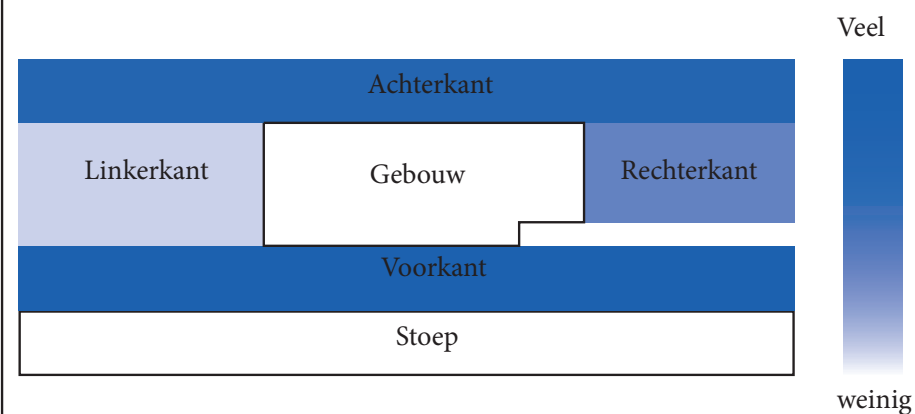 Veel
Achterkant
Linkerkant
Gebouw
Rechterkant
Voorkant
Stoep
weinig